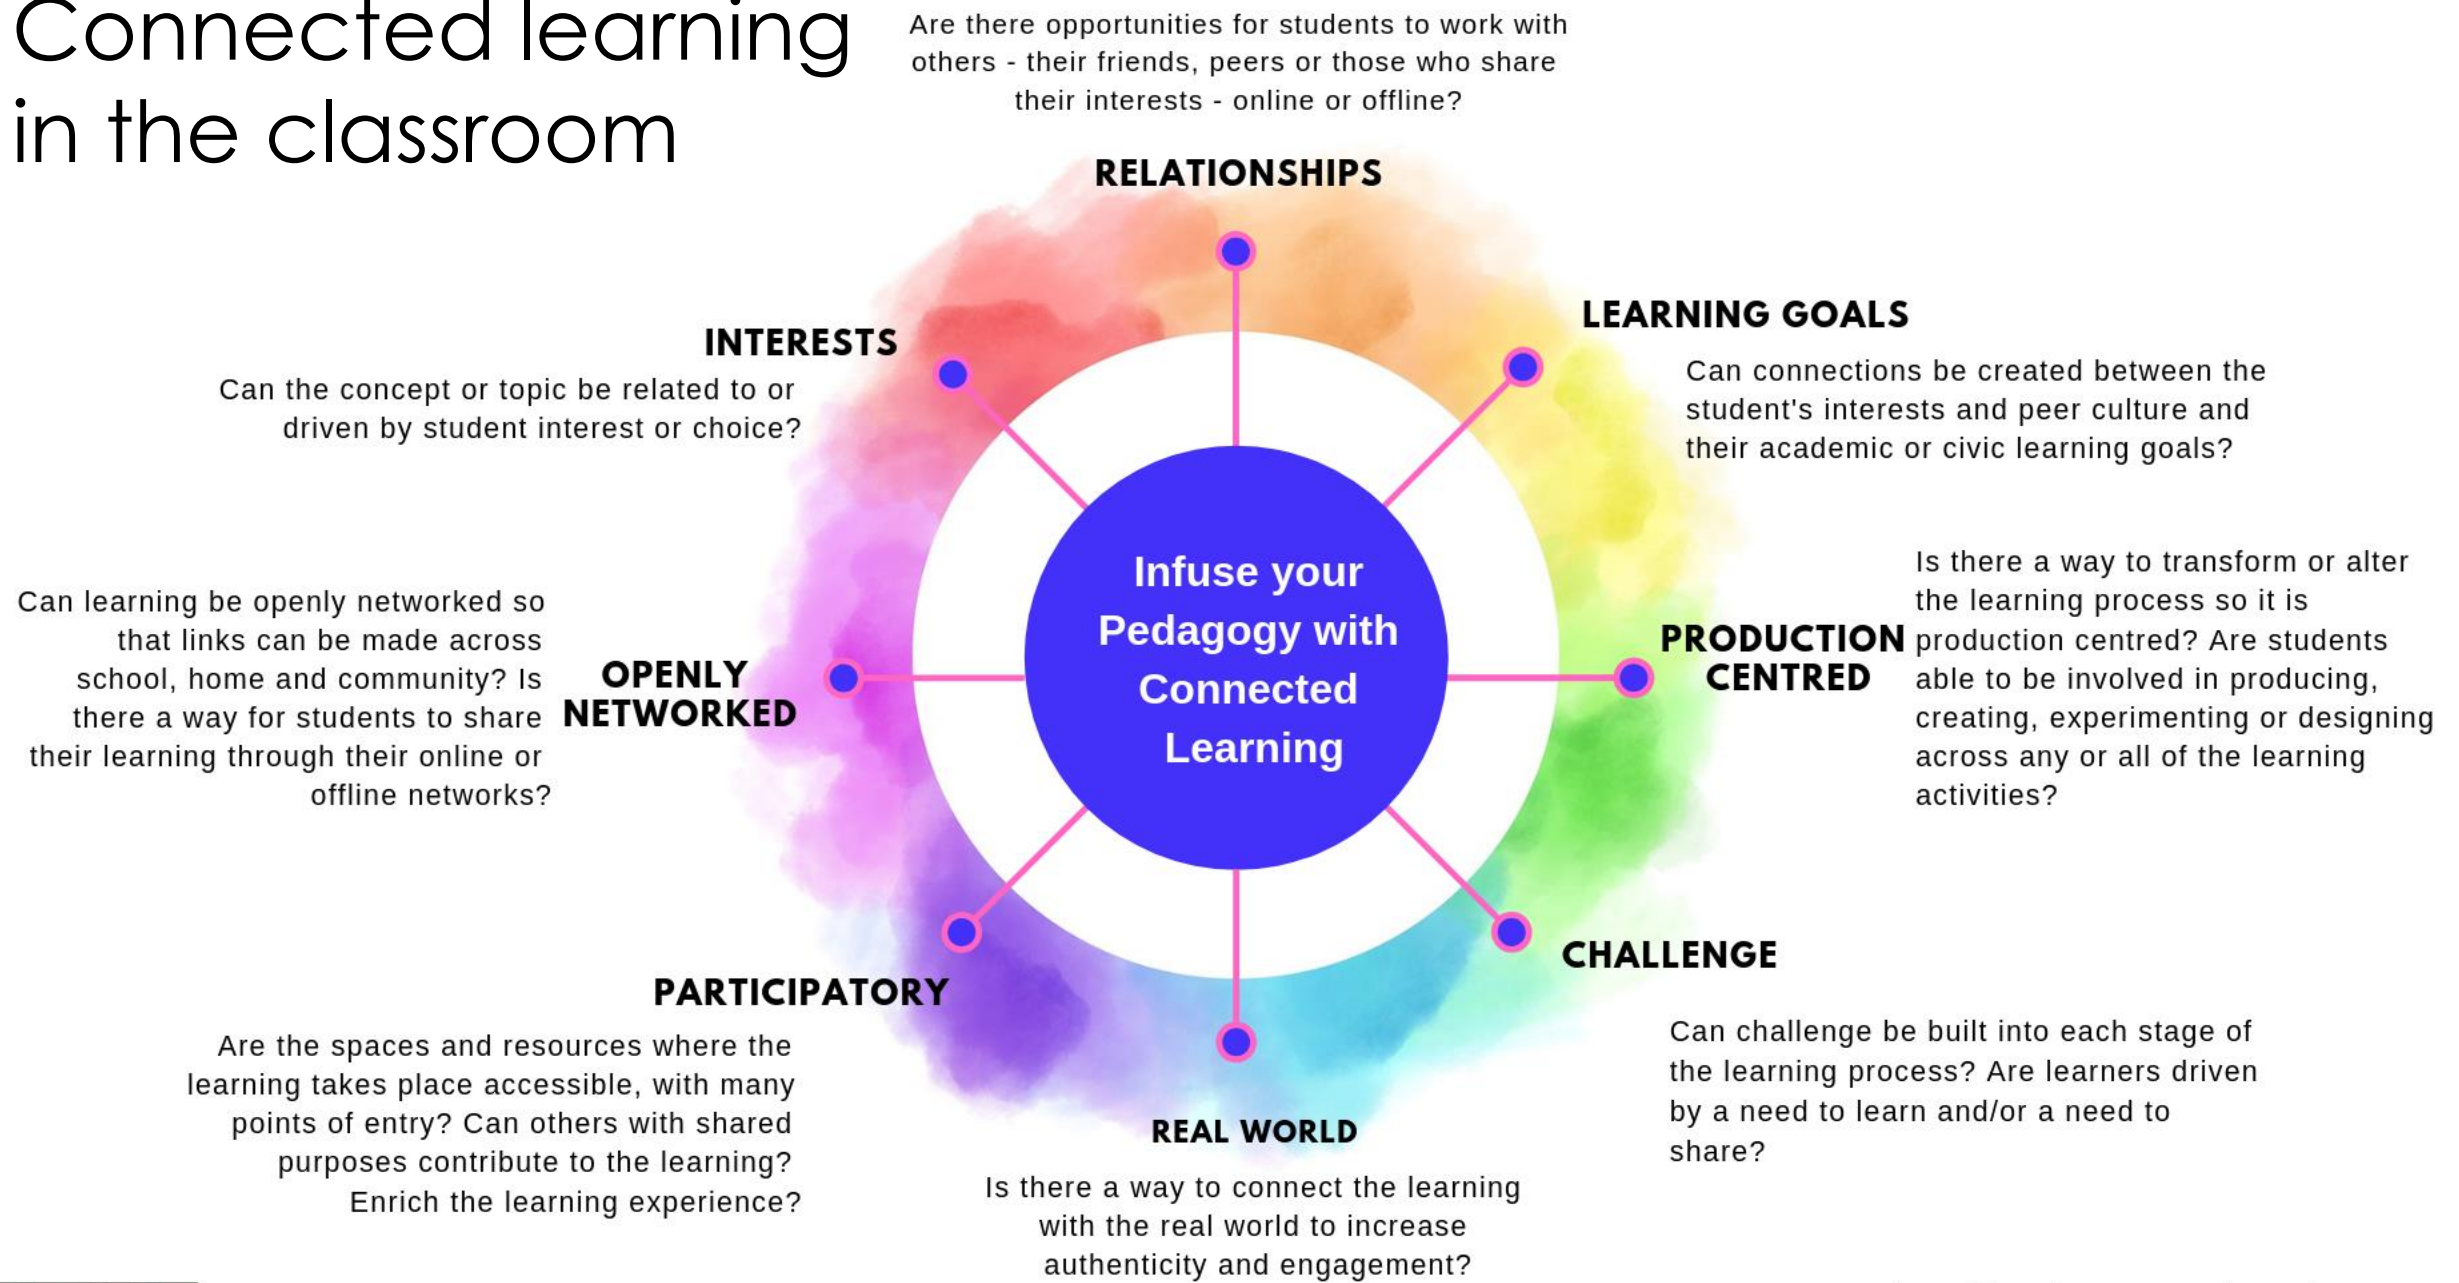 Connected learning
in the classroom
Are there opportunities for students to work with
others - their friends, peers or those who share
their interests - online or offline?
RELATIONSHIPS
LEARNING GOALS
Can connections be created between the
student's interests and peer culture and
their academic or civic learning goals?
INTERESTS
Can the concept or topic be related to or
driven by student interest or choice?
Infuse your
Pedagogy with
Connected
Learning
PRODUCTION
CENTRED
Is there a way to transform or alter
the learning process so it is
production centred? Are students
able to be involved in producing,
creating, experimenting or designing
across any or all of the learning
activities?
Can learning be openly networked so
that links can be made across
school, home and community? Is
there a way for students to share
their learning through their online or
offline networks?
OPENLY
NETWORKED
CHALLENGE
Can challenge be built into each stage of
the learning process? Are learners driven
by a need to learn and/or a need to
share?
PARTICIPATORY
Are the spaces and resources where the
learning takes place accessible, with many
points of entry? Can others with shared
purposes contribute to the learning?
Enrich the learning experience?
REAL WORLD
Is there a way to connect the learning
with the real world to increase
authenticity and engagement?